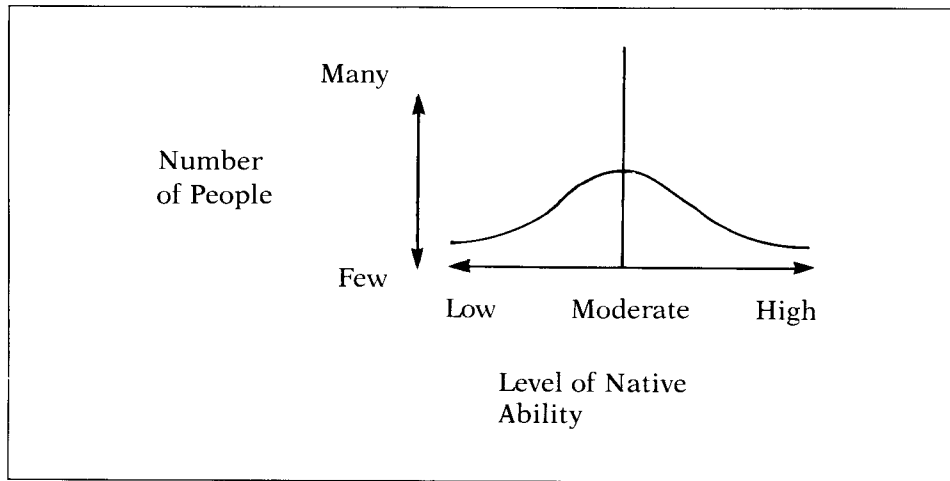 Many
Number
of People
Few
Low Moderate High
Level of Native
Ability